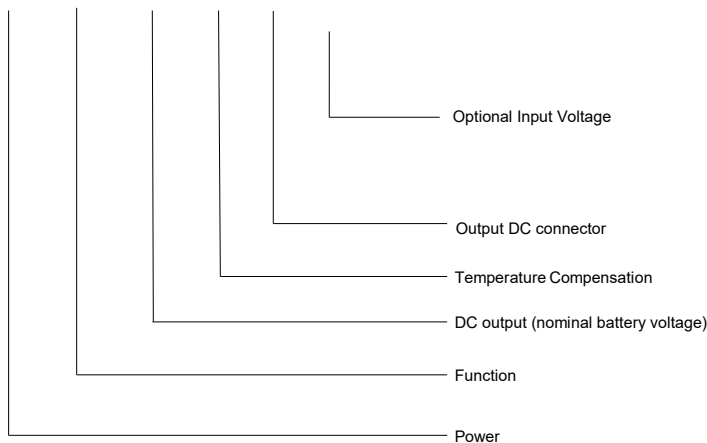 Optional Input Voltage
Output DC connector
Temperature Compensation
DC output (nominal battery voltage)
Function
Power